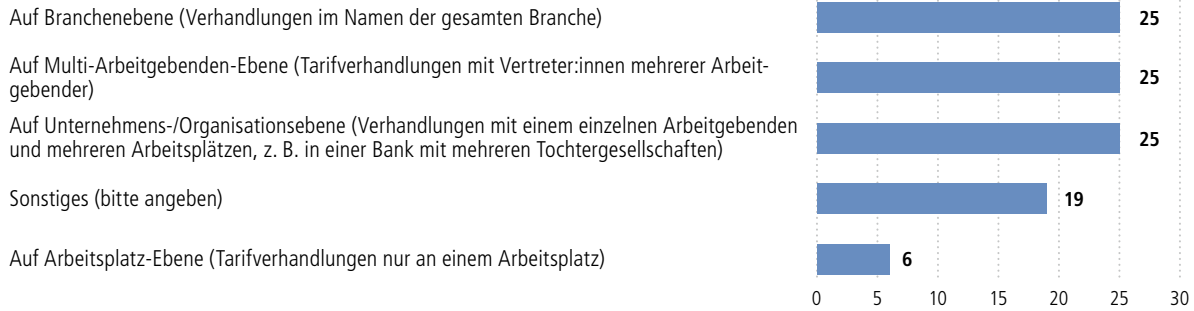 Auf Branchenebene (Verhandlungen im Namen der gesamten Branche)
25
Auf Multi-Arbeitgebenden-Ebene (Tarifverhandlungen mit Vertreter:innen mehrerer Arbeit-
gebender)
25
Auf Unternehmens-/Organisationsebene (Verhandlungen mit einem einzelnen Arbeitgebenden
und mehreren Arbeitsplätzen, z. B. in einer Bank mit mehreren Tochtergesellschaften)
25
Sonstiges (bitte angeben)
19
Auf Arbeitsplatz-Ebene (Tarifverhandlungen nur an einem Arbeitsplatz)
6
0 5 10 15 20 25 30